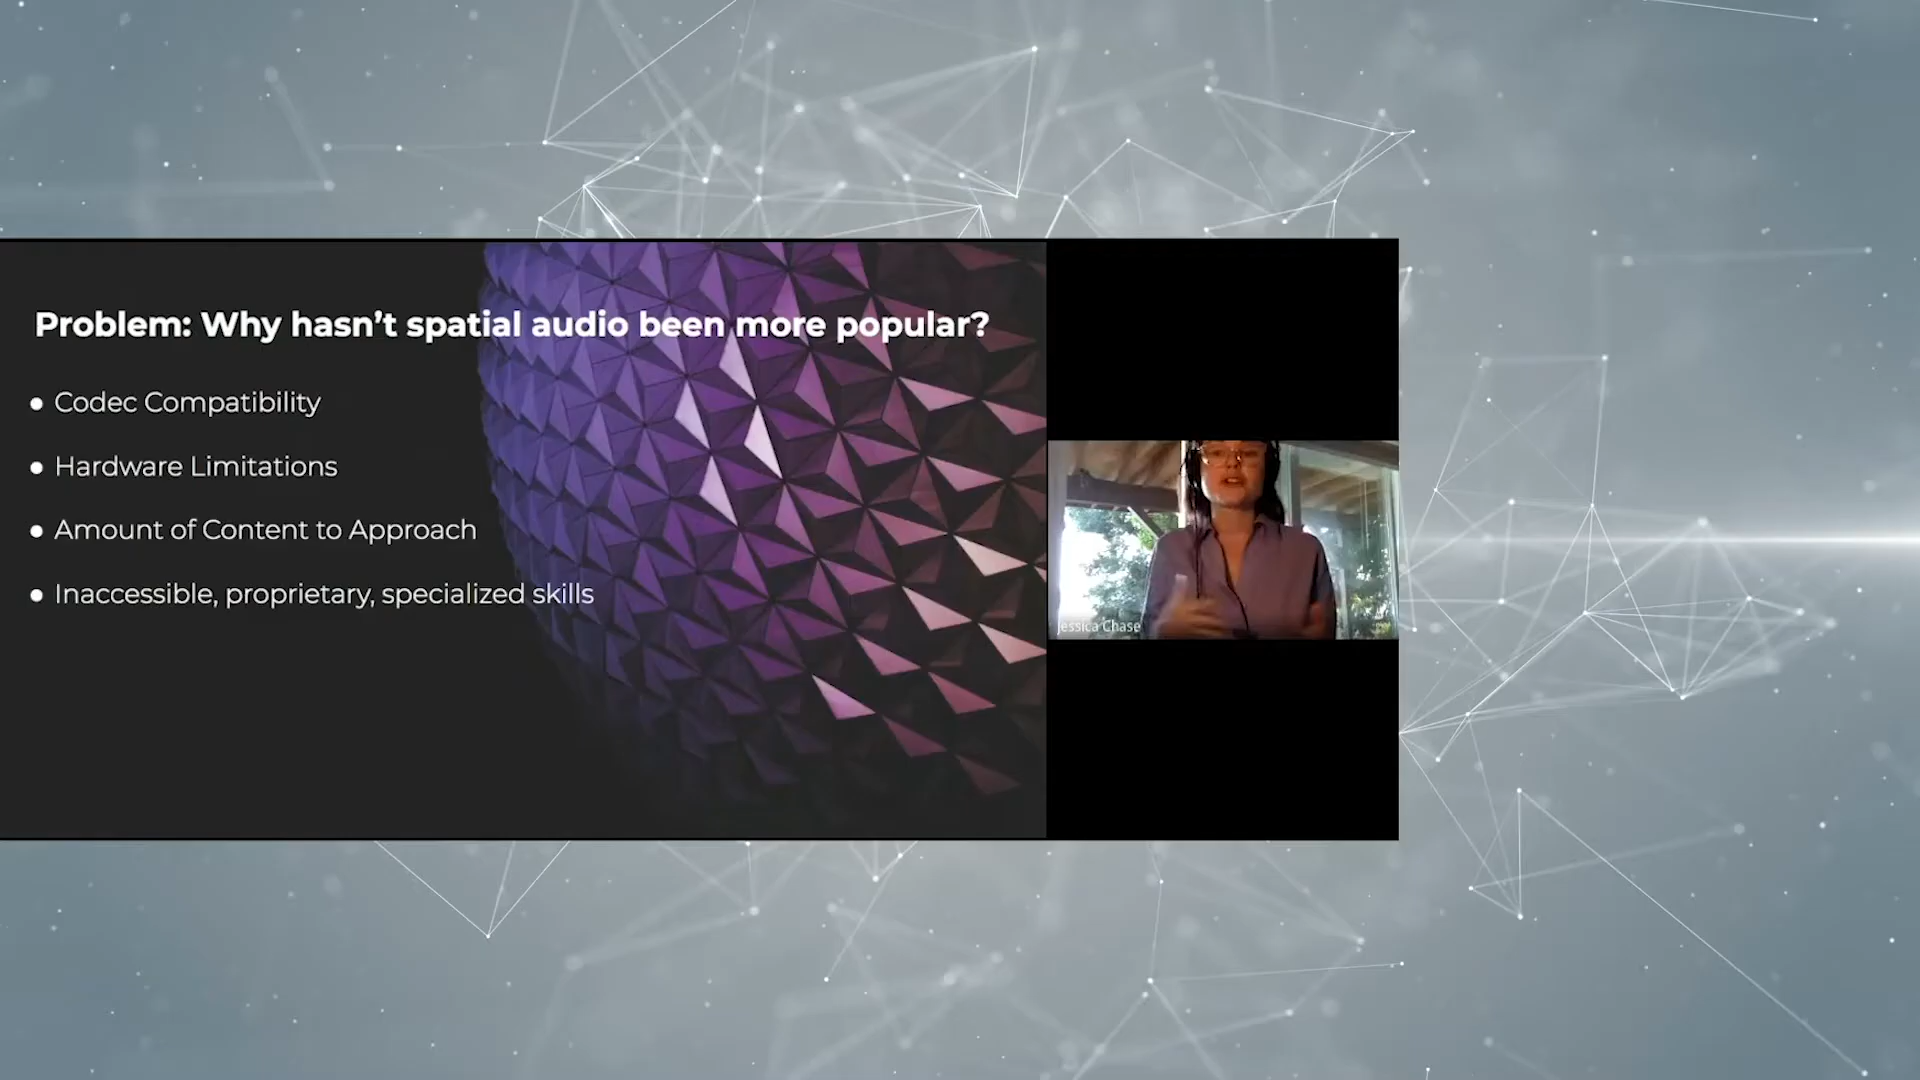 Problem: Why hasn’t spatial audio been more popular?
● Codec Compatibility
● Hardware Limitations
● Amount of Content to Approach
● Inaccessible, proprietary, specialized skills
Jessica Chase